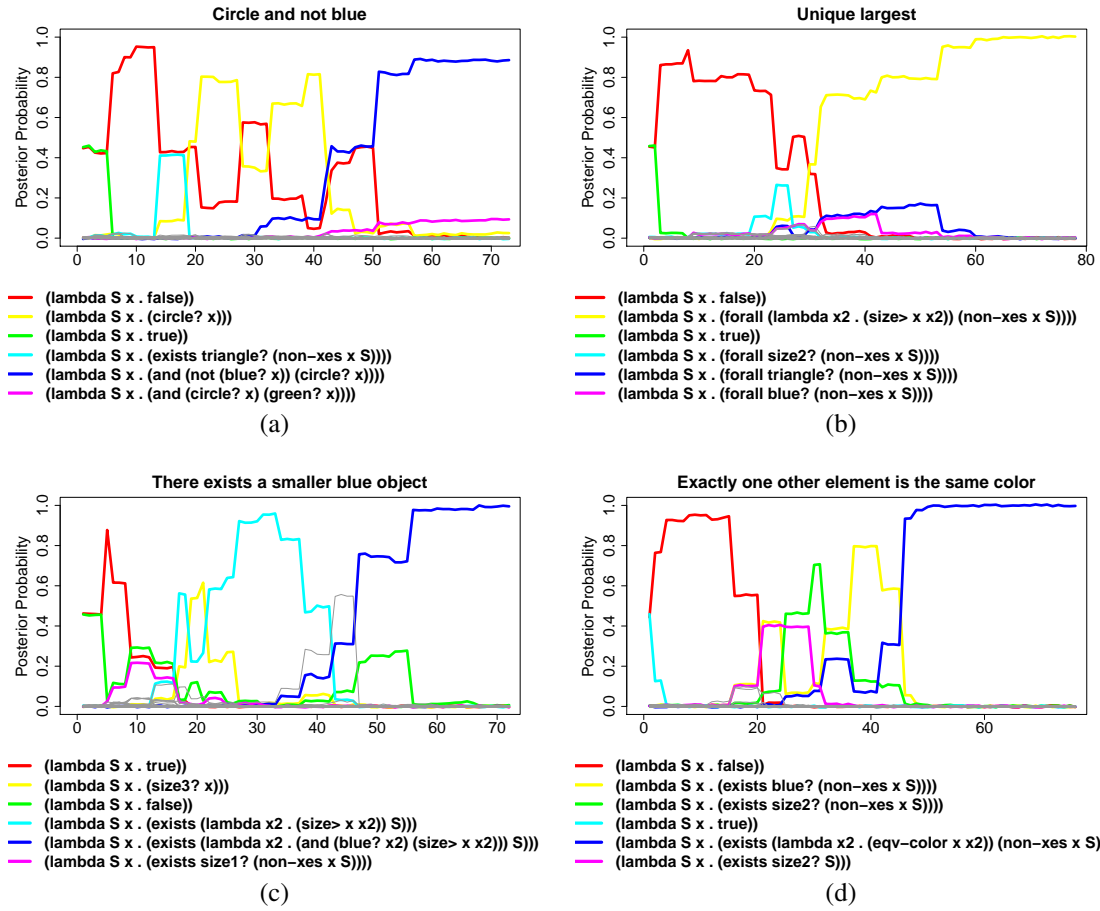 Circle and not blue
Posterior Probability
0.0 0.2 0.4 0.6 0.8 1.0
0 10 20 30 40 50 60 70
(lambda S x . false))
(lambda S x . (circle? x)))
(lambda S x . true))
(lambda S x . (exists triangle? (non−xes x S))))
(lambda S x . (and (not (blue? x)) (circle? x))))
(lambda S x . (and (circle? x) (green? x))))
(a)
Unique largest
Posterior Probability
0.0 0.2 0.4 0.6 0.8 1.0
0 20 40 60 80
(lambda S x . false))
(lambda S x . (forall (lambda x2 . (size> x x2)) (non−xes x S))))
(lambda S x . true))
(lambda S x . (forall size2? (non−xes x S))))
(lambda S x . (forall triangle? (non−xes x S))))
(lambda S x . (forall blue? (non−xes x S))))
(b)
There exists a smaller blue object
Posterior Probability
0.0 0.2 0.4 0.6 0.8 1.0
0 10 20 30 40 50 60 70
(lambda S x . true))
(lambda S x . (size3? x)))
(lambda S x . false))
(lambda S x . (exists (lambda x2 . (size> x x2)) S)))
(lambda S x . (exists (lambda x2 . (and (blue? x2) (size> x x2))) S)))
(lambda S x . (exists size1? (non−xes x S))))
(c)
Exactly one other element is the same color
Posterior Probability
0.0 0.2 0.4 0.6 0.8 1.0
0 20 40 60
(lambda S x . false))
(lambda S x . (exists blue? (non−xes x S))))
(lambda S x . (exists size2? (non−xes x S))))
(lambda S x . true))
(lambda S x . (exists (lambda x2 . (eqv−color x x2)) (non−xes x S)
(lambda S x . (exists size2? S)))
(d)